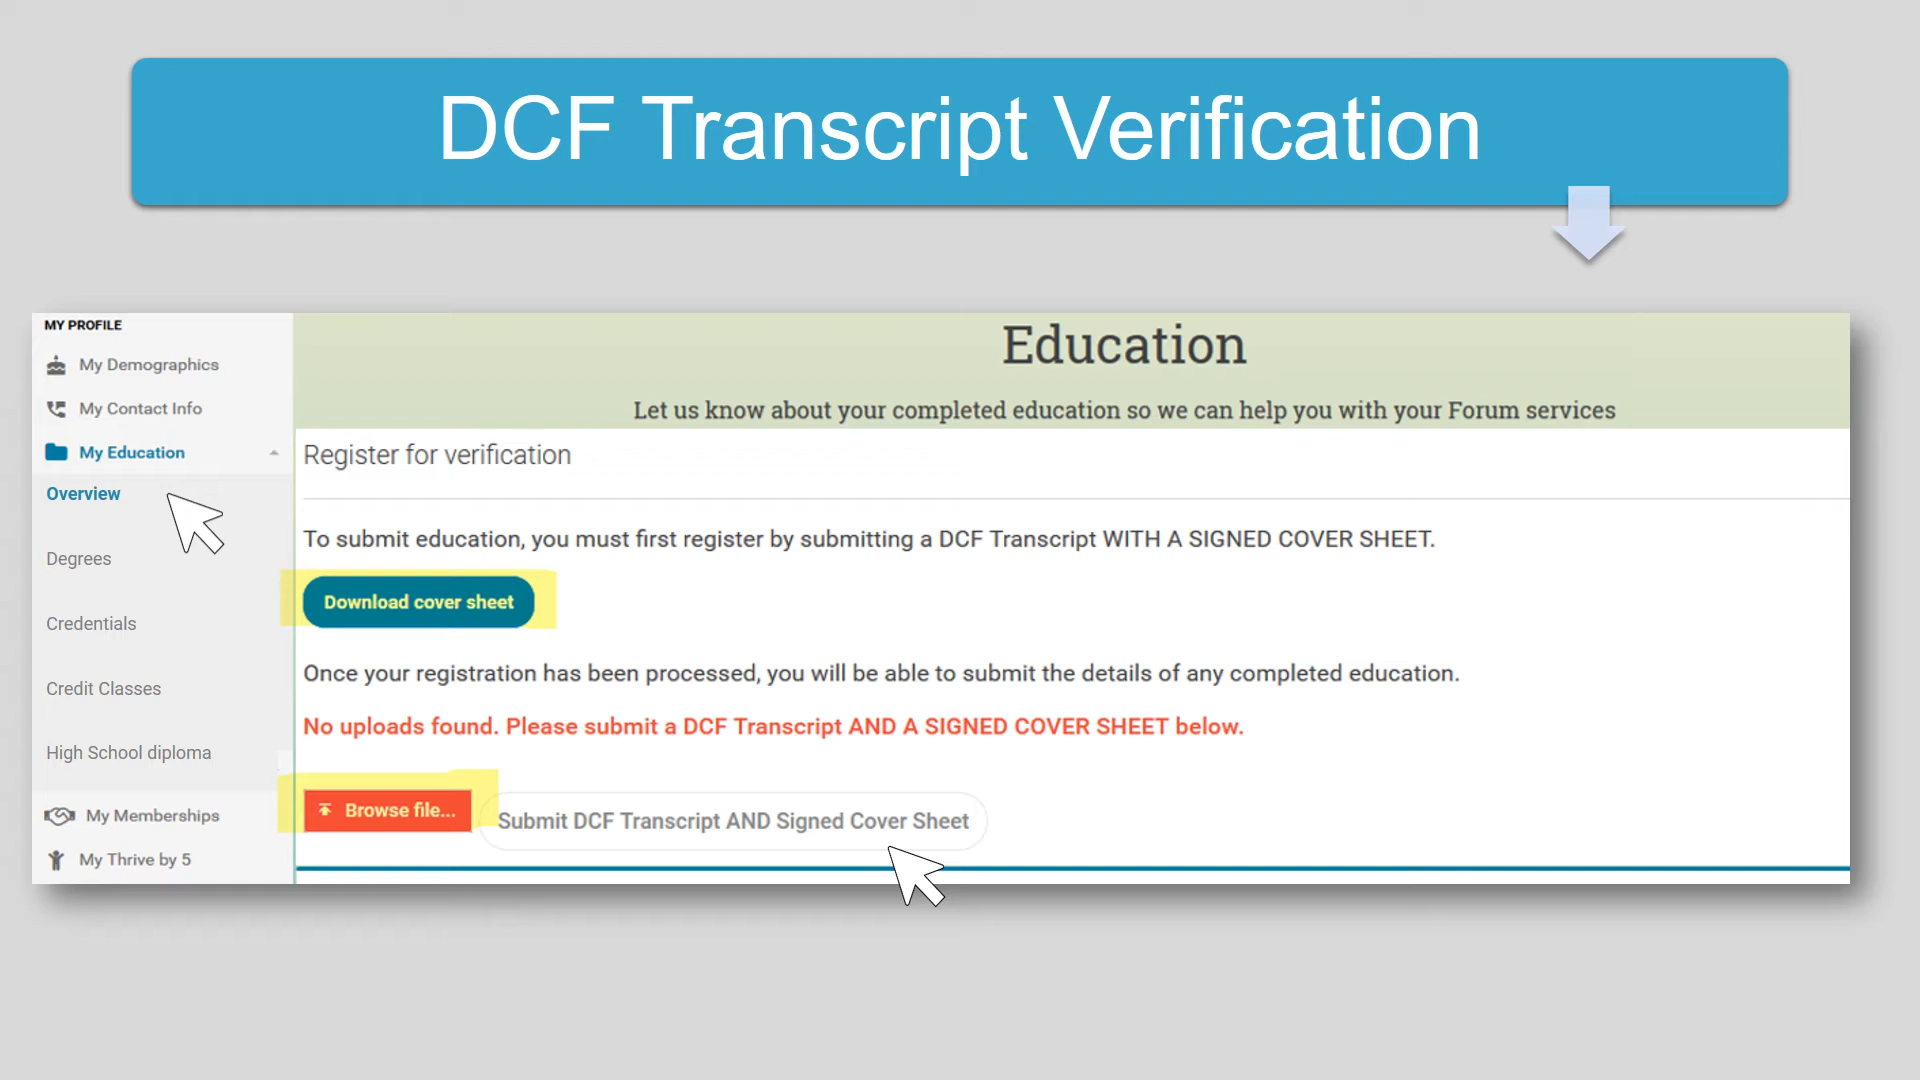 DCF Transcript Verification
MY PROFILE
My Demographics
My Contact Info
My Education
Overview
Degrees
Credentials
Credit Classes
High School diploma
My Memberships
My Thrive by 5
Education
Let us know about your completed education so we can help you with your Forum services
Register for verification
To submit education, you must first register by submitting a DCF Transcript WITH A SIGNED COVER SHEET.
Download cover sheet
Once your registration has been processed, you will be able to submit the details of any completed education.
No uploads found. Please submit a DCF Transcript AND A SIGNED COVER SHEET below.
Browse file...
Submit DCF Transcript AND Signed Cover Sheet